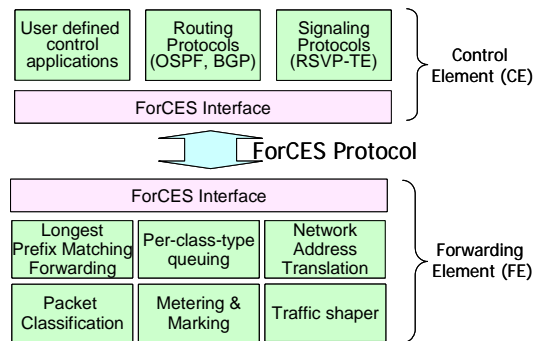 User defined
control
applications
Routing
Protocols
(OSPF, BGP)
Signaling
Protocols
(RSVP-TE)
Control
Element (CE)
ForCES Interface
ForCES Protocol
ForCES Interface
Longest
Prefix Matching
Forwarding
Per-class-type
queuing
Network
Address
Translation
Forwarding
Element (FE)
Packet
Classification
Metering &
Marking
Traffic shaper